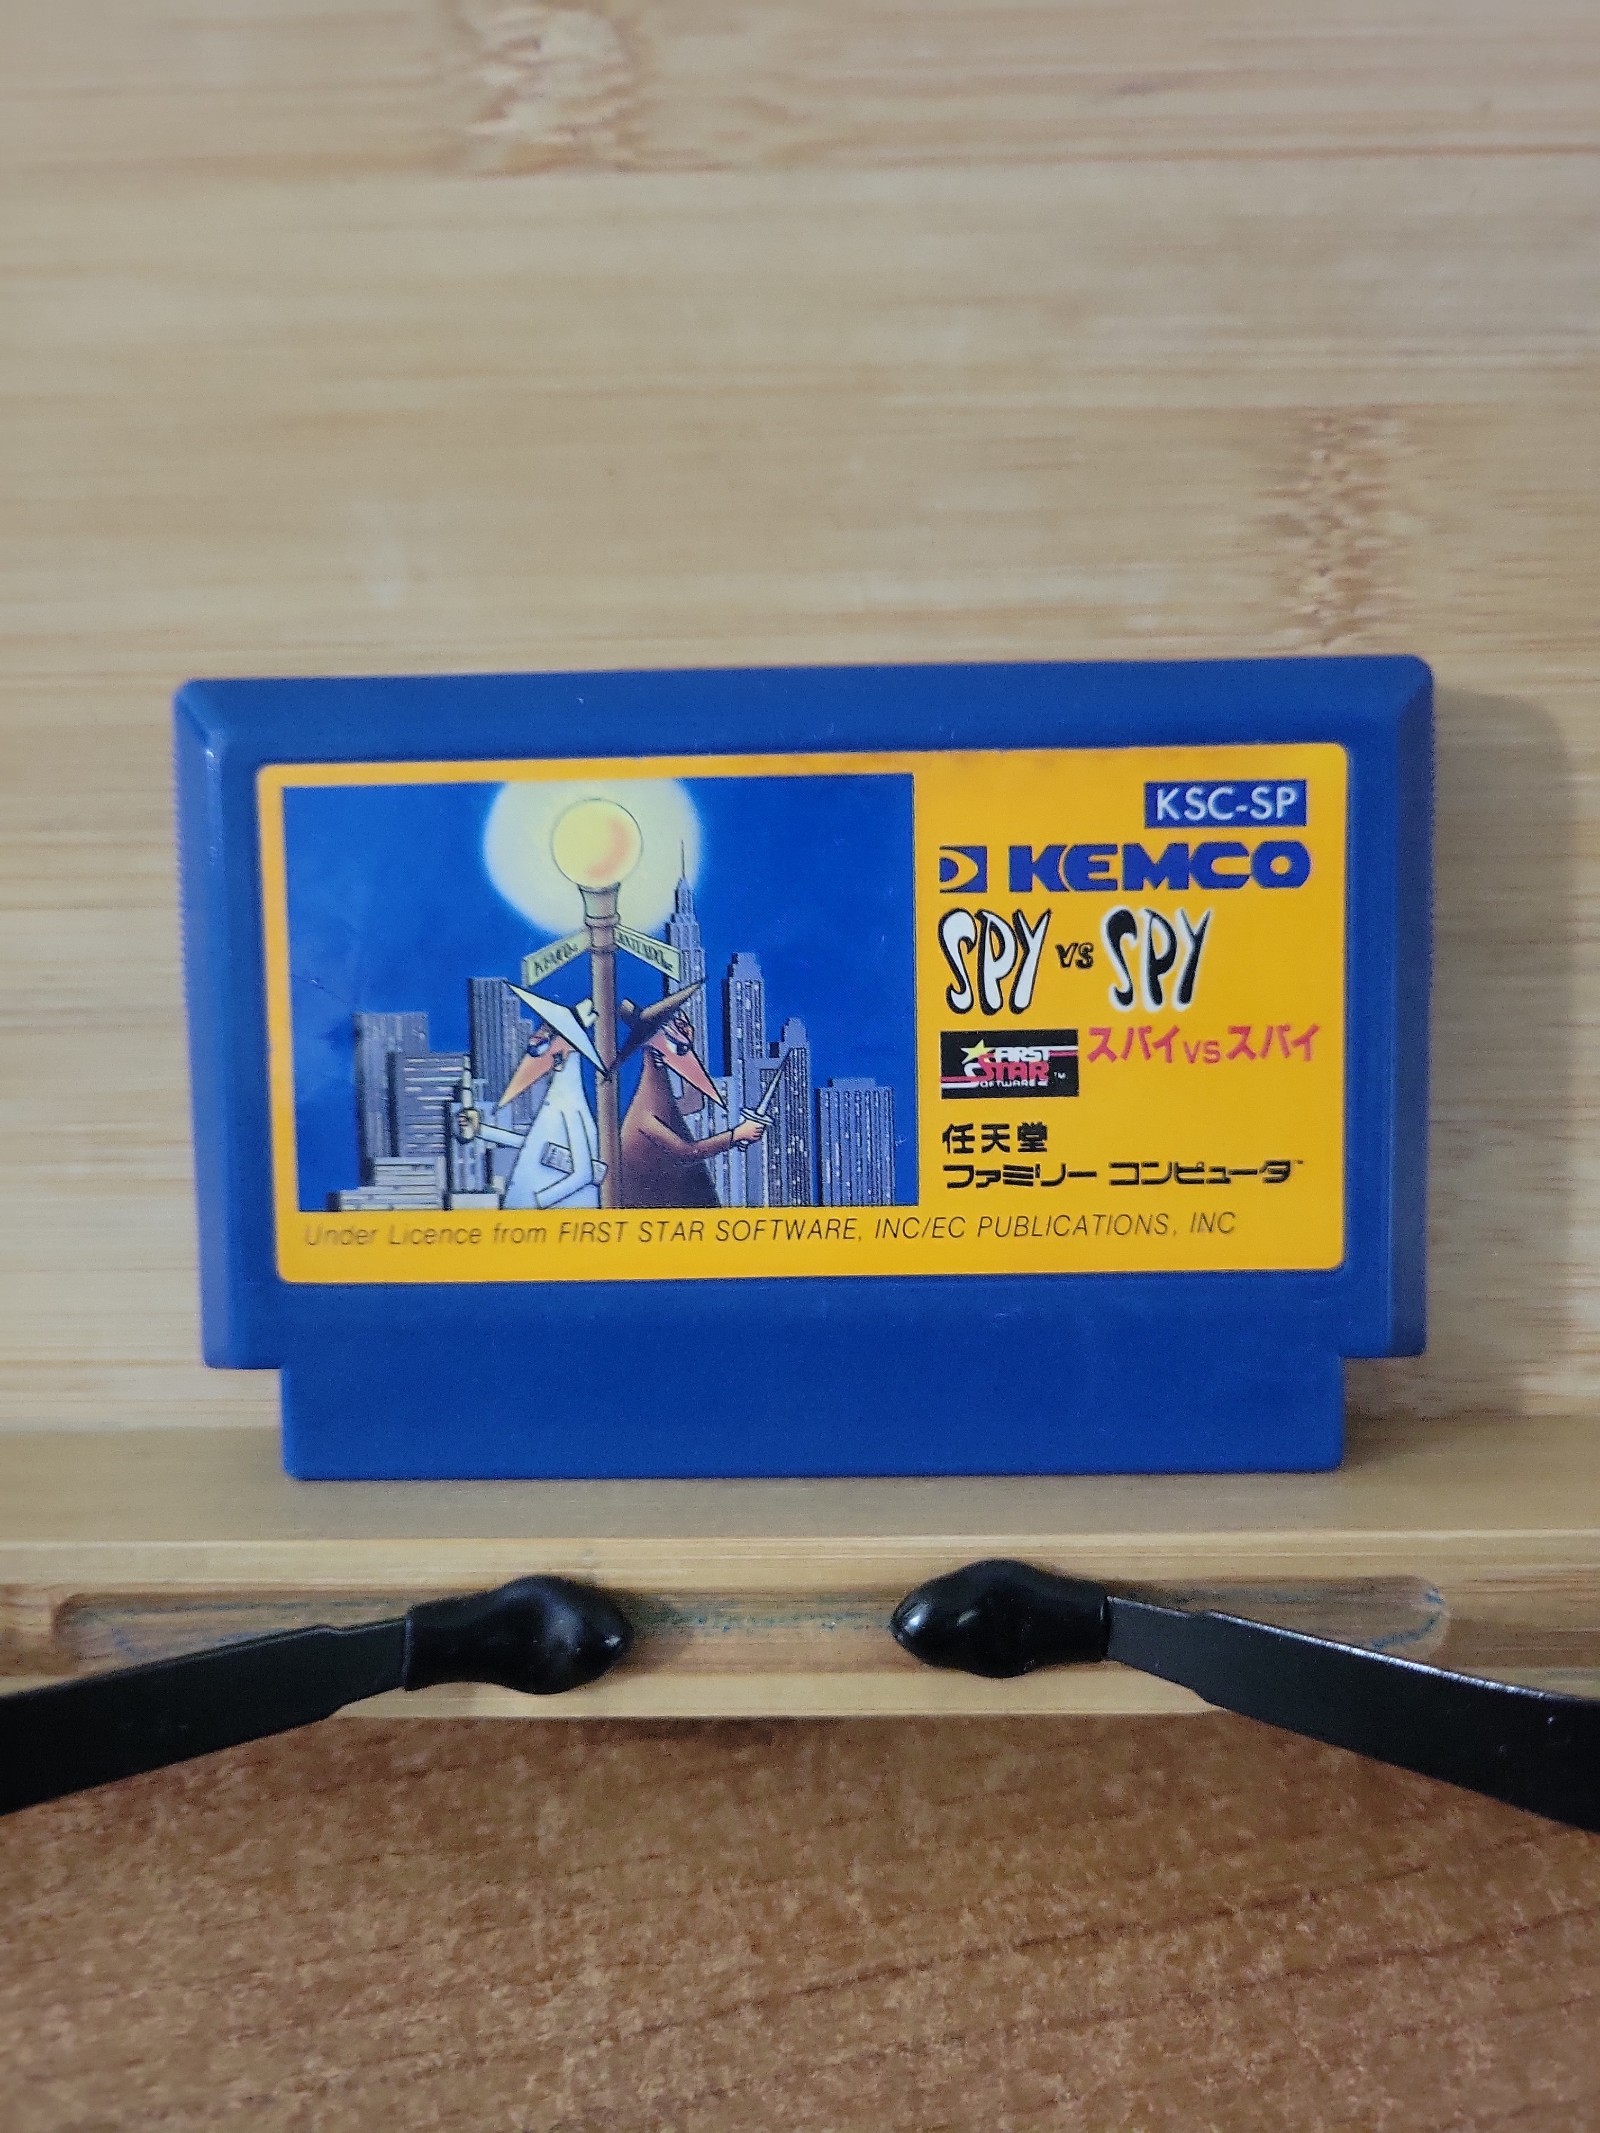 KSC-SP
KEMCO
SPY vs SPY
FIRST STAR SOFTWARE TM
スパイvsスパイ
任天堂
ファミリー コンピュータ
Under Licence from FIRST STAR SOFTWARE, INC/EC PUBLICATIONS, INC